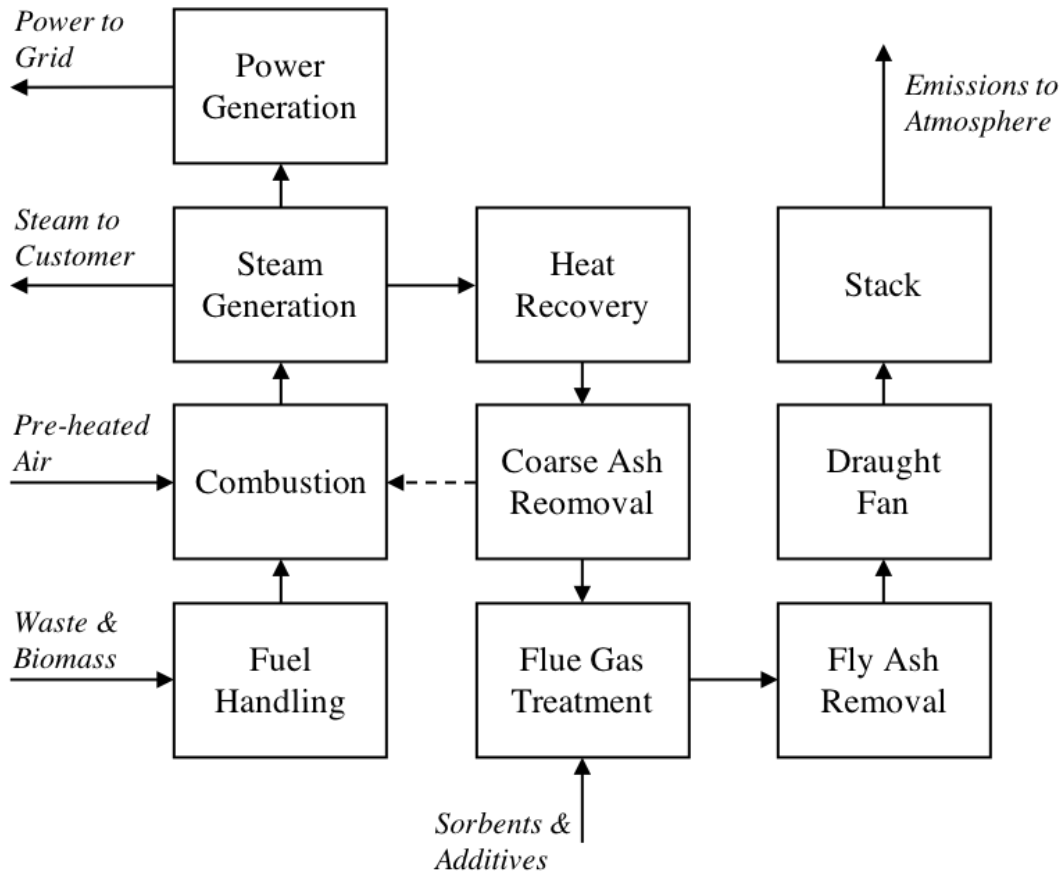 Power to
Grid
Power
Generation
Emissions to
Atmosphere
Steam to
Customer
Steam
Generation
Heat
Recovery
Stack
Pre-heated
Air
Combustion
Coarse Ash
Reomoval
Draught
Fan
Waste &
Biomass
Fuel
Handling
Flue Gas
Treatment
Fly Ash
Removal
Sorbents &
Additives